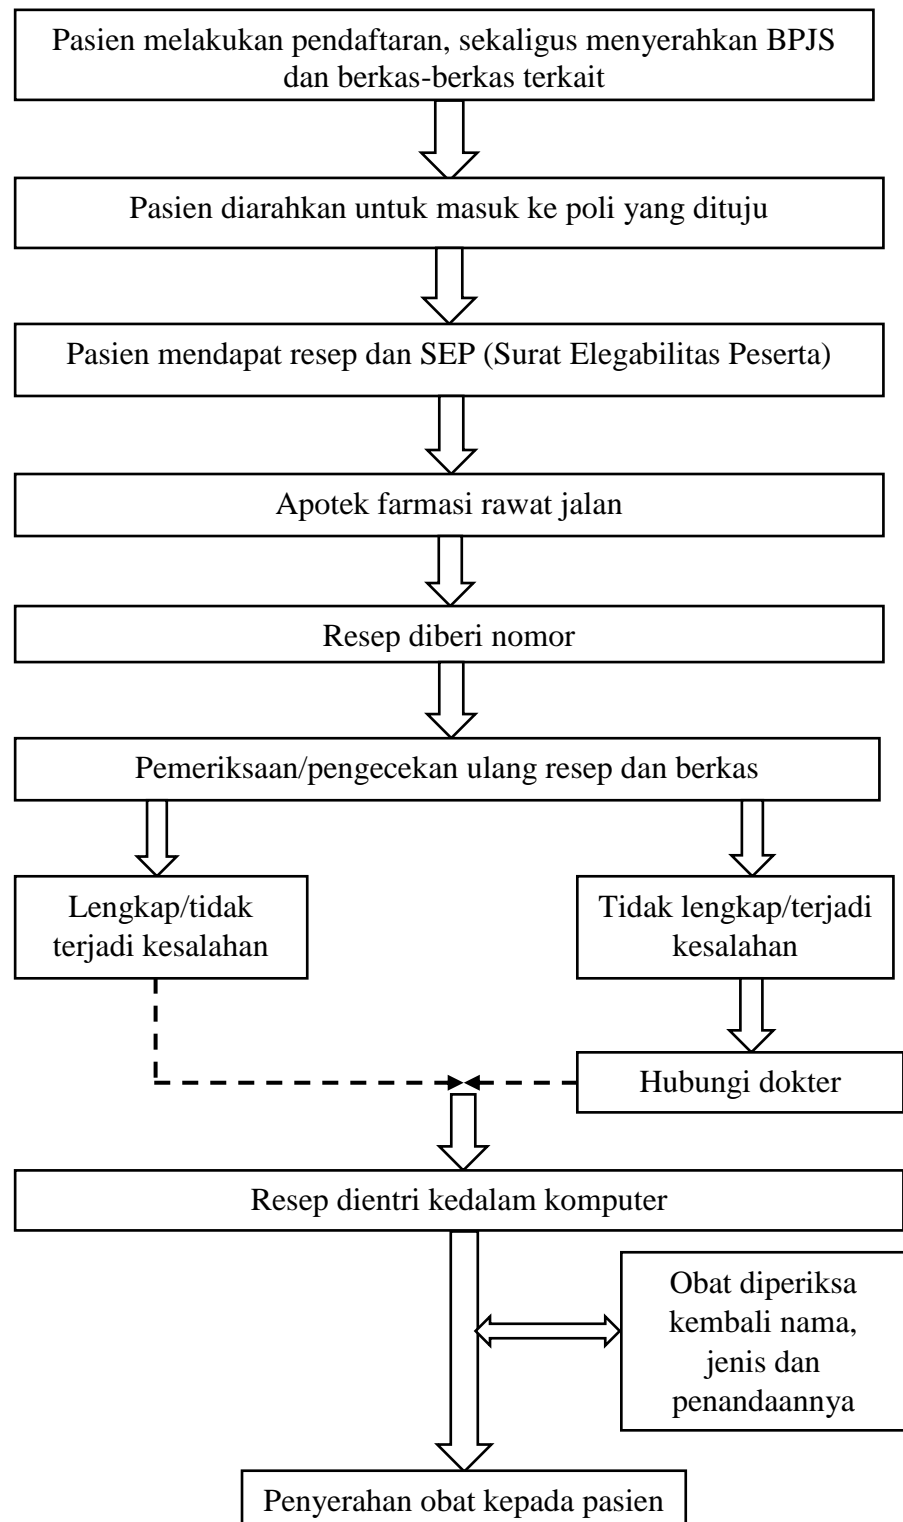 Pasien melakukan pendaftaran, sekaligus menyerahkan BPJS
dan berkas-berkas terkait
Pasien diarahkan untuk masuk ke poli yang dituju
Pasien mendapat resep dan SEP (Surat Elegabilitas Peserta)
Apotek farmasi rawat jalan
Resep diberi nomor
Pemeriksaan/pengecekan ulang resep dan berkas
Lengkap/tidak
terjadi kesalahan
Tidak lengkap/terjadi
kesalahan
Hubungi dokter
Resep dientri kedalam komputer
Obat diperiksa
kembali nama,
jenis dan
penandaannya
Penyerahan obat kepada pasien